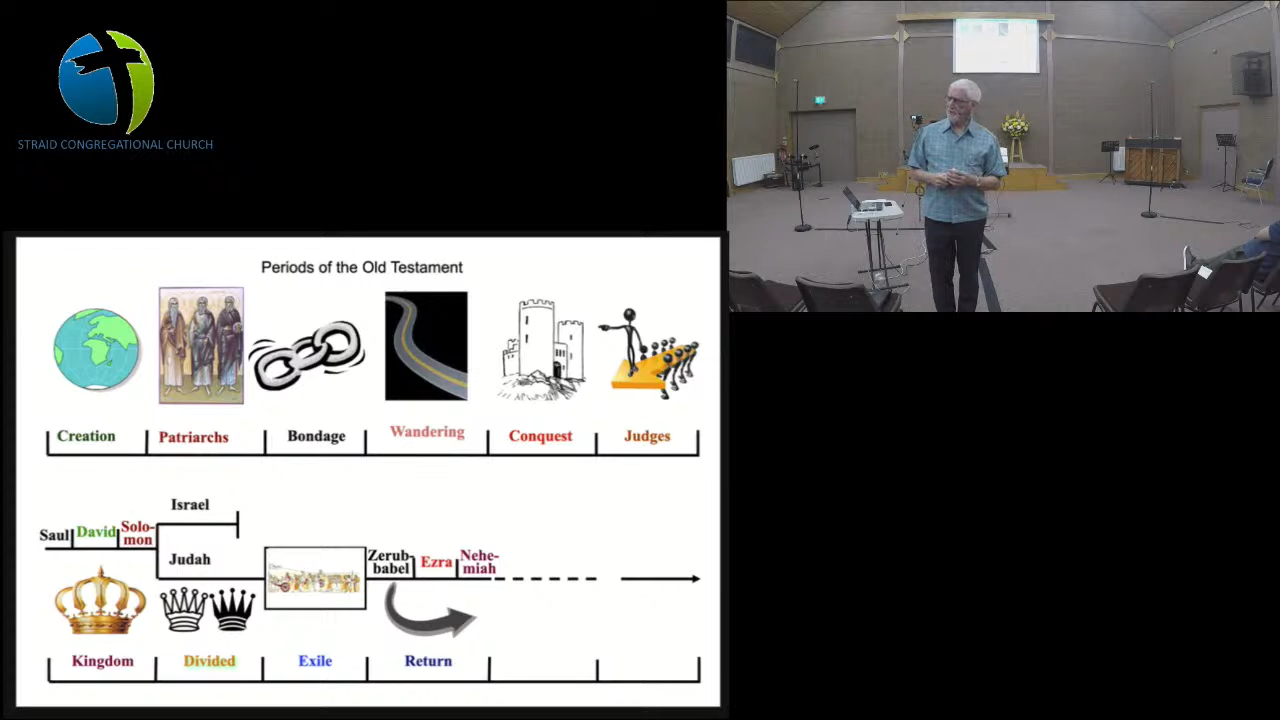 STRAID CONGREGATIONAL CHURCH
Periods of the Old Testament
Creation Patriarchs Bondage Wandering Conquest Judges
Israel
Saul David Solo-
mon
Judah
Zerub-
babel Ezra Nehe-
miah
Kingdom Divided Exile Return